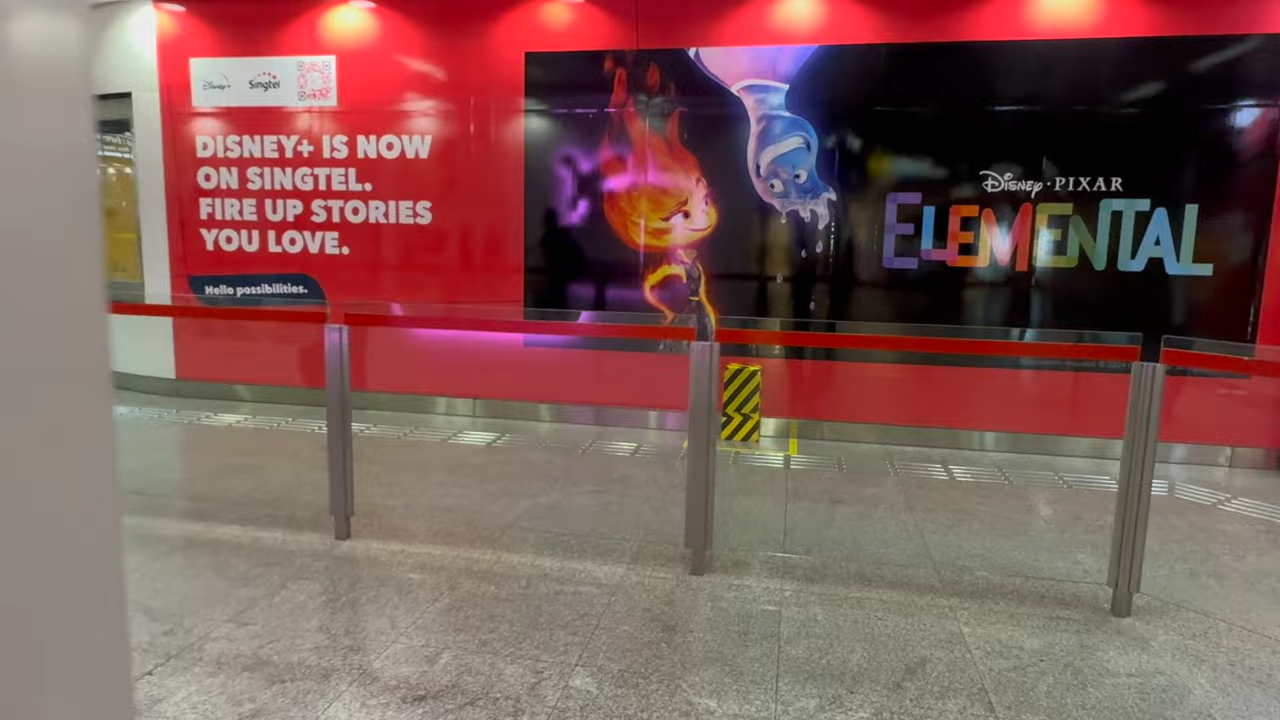 Disney+ Singtel
DISNEY+ IS NOW
ON SINGTEL.
FIRE UP STORIES
YOU LOVE.
Hello possibilities.
Disney · PIXAR
ELEMENTAL